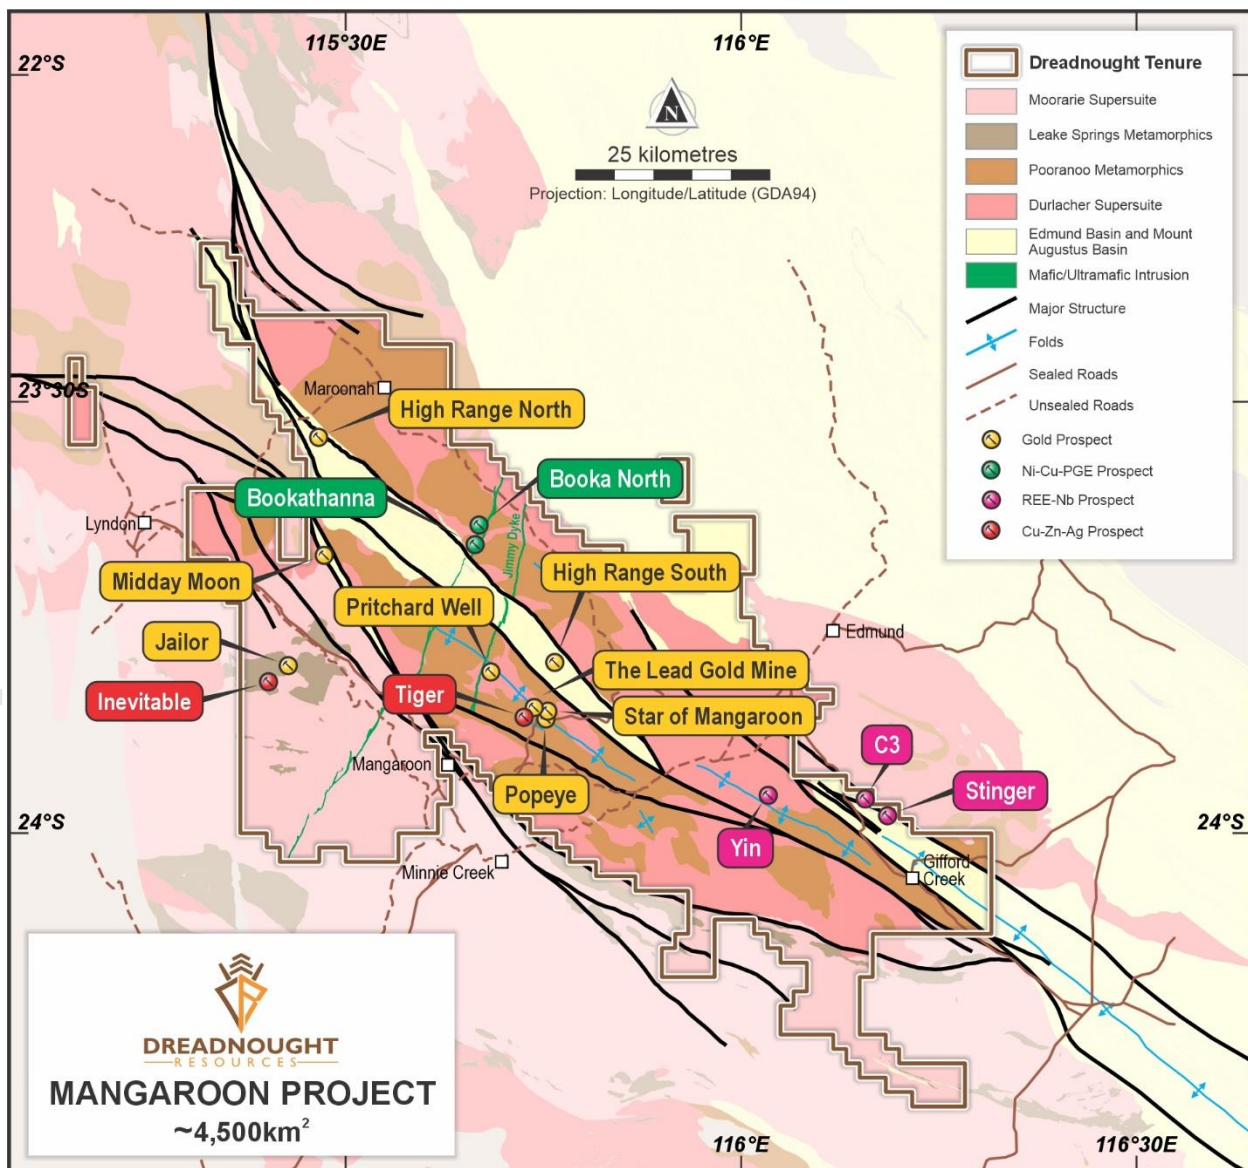 115°30E
116°E
22°S
N
25 kilometres
Projection: Longitude/Latitude (GDA94)
Dreadnought Tenure
Moorarie Supersuite
Leake Springs Metamorphics
Pooranoo Metamorphics
Durlacher Supersuite
Edmund Basin and Mount
Augustus Basin
Mafic/Ultramafic Intrusion
Major Structure
Folds
Sealed Roads
Unsealed Roads
Gold Prospect
Ni-Cu-PGE Prospect
REE-Nb Prospect
Cu-Zn-Ag Prospect
23°30S
Maroonah
High Range North
Bookathanna
Booka North
Lyndon
Jimmy Dyke
Midday Moon
High Range South
Pritchard Well
Edmund
Jailor
The Lead Gold Mine
Inevitable
Tiger
Star of Mangaroon
C3
Mangaroon
Popeye
Stinger
24°S
Yin
24°S
Minnie Creek
Gifford
Creek
DREADNOUGHT
RESOURCES
MANGAROON PROJECT
~4,500km²
116°E
116°30E